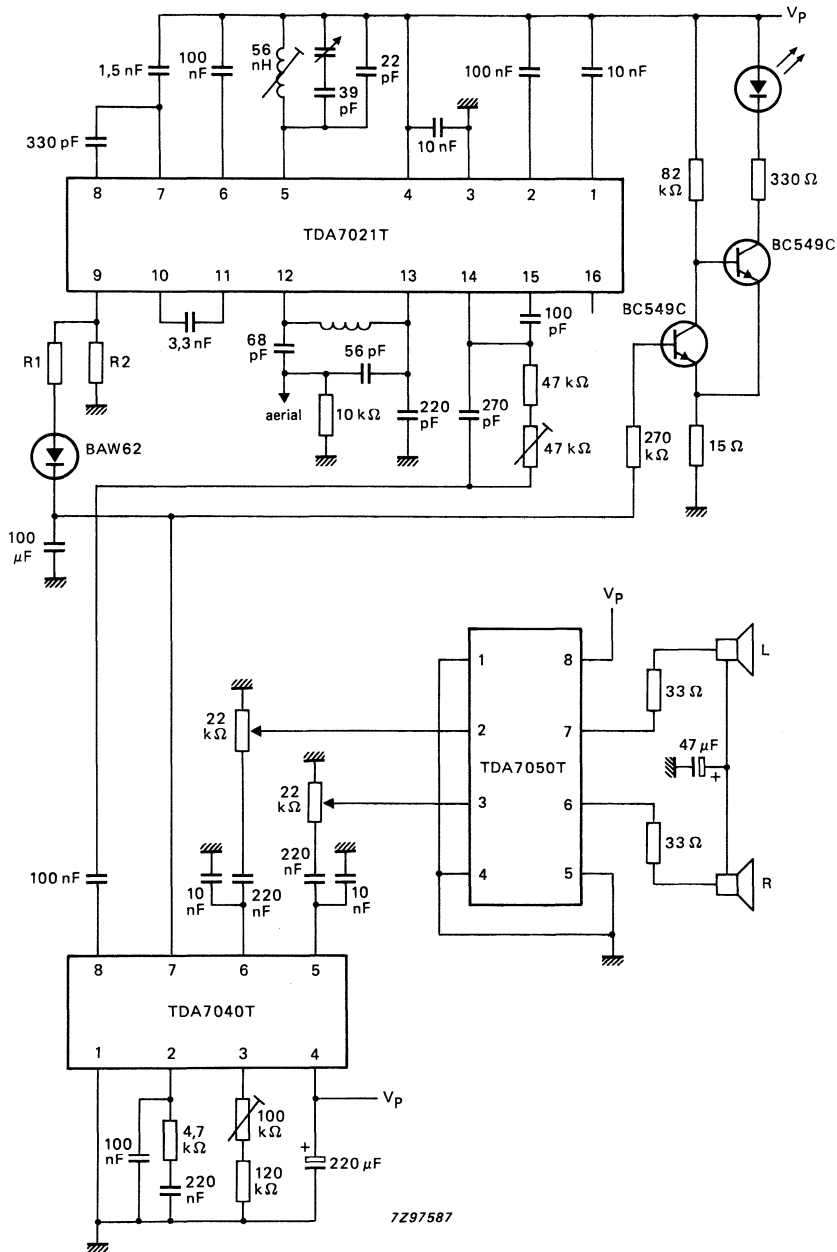 VP
1,5 nF
100
nF
56
nH
39
pF
22
pF
100 nF
10 nF
330 pF
10 nF
82
kΩ
330 Ω
8 7 6 5 4 3 2 1
TDA7021T
BC549C
9 10 11 12 13 14 15 16
BC549C
R1
R2
3,3 nF
68
pF
56 pF
100
pF
47 kΩ
aerial
10 kΩ
220
pF
270
pF
47 kΩ
270
kΩ
15 Ω
BAW62
100
µF
VP
1
8
L
22
kΩ
33 Ω
2
7
47 µF
+
TDA7050T
22
kΩ
3
6
33 Ω
220
nF
100 nF
10
nF
220
nF
10
nF
4
5
R
8 7 6 5
TDA7040T
1 2 3 4
VP
100
kΩ
4,7
kΩ
100
nF
220
nF
120
kΩ
+
220 µF
7Z97587